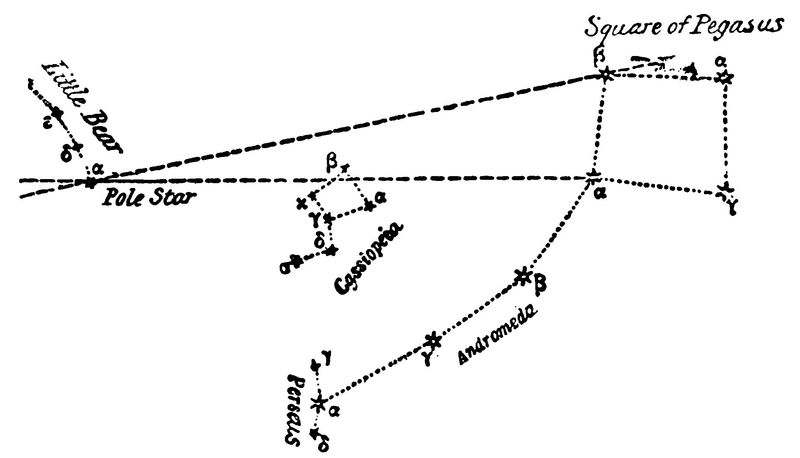 Square of Pegasus
β
α
Little Bear
δ
α
Pole Star
β
α
γ
α
γ
δ
Cassiopeia
β
Andromeda
γ
γ
α
Perseus
δ